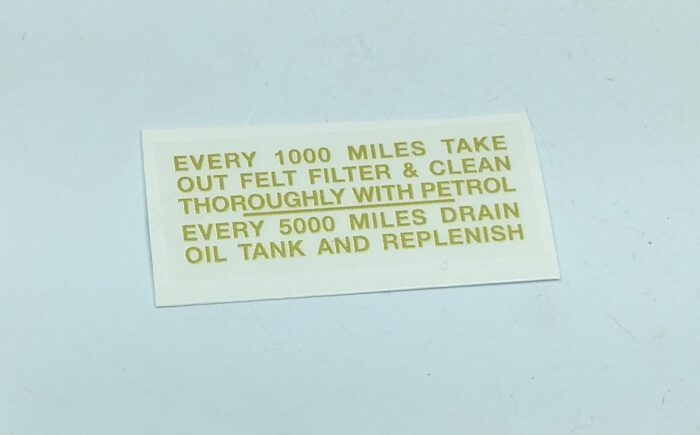 EVERY 1000 MILES TAKE
OUT FELT FILTER & CLEAN
THOROUGHLY WITH PETROL
EVERY 5000 MILES DRAIN
OIL TANK AND REPLENISH